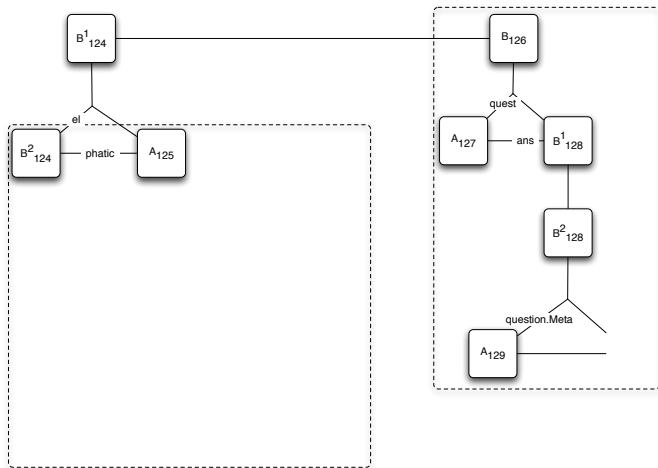 B¹₁₂₄
B₁₂₆
quest
el
A₁₂₇
ans
B¹₁₂₈
B²₁₂₄
phatic
A₁₂₅
B²₁₂₈
question.Meta
A₁₂₉